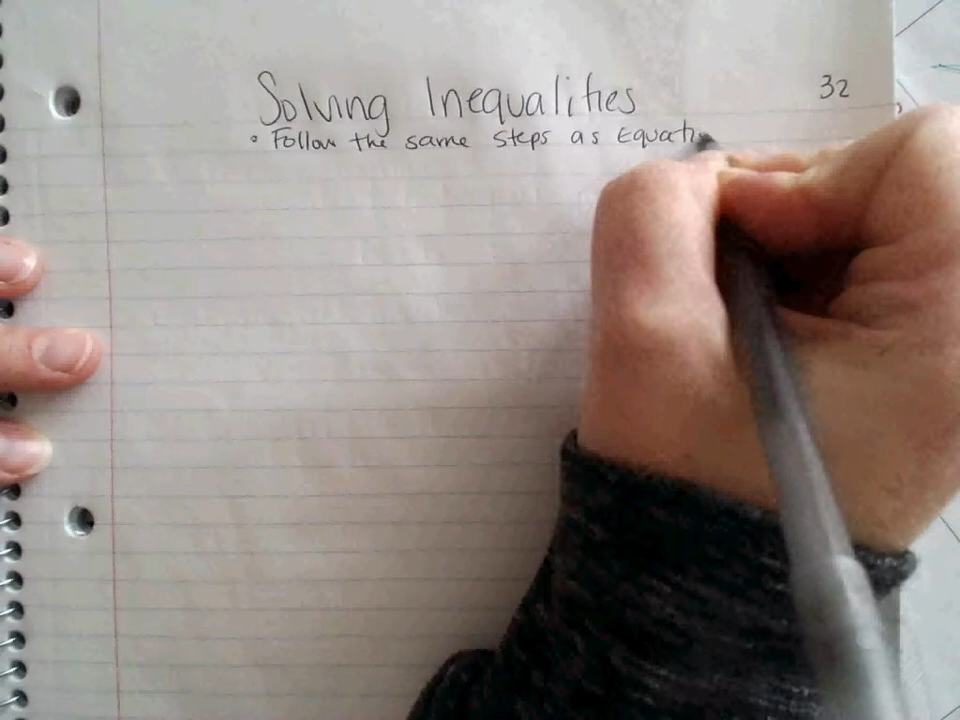 Solving Inequalities
32
• Follow the same steps as Equati